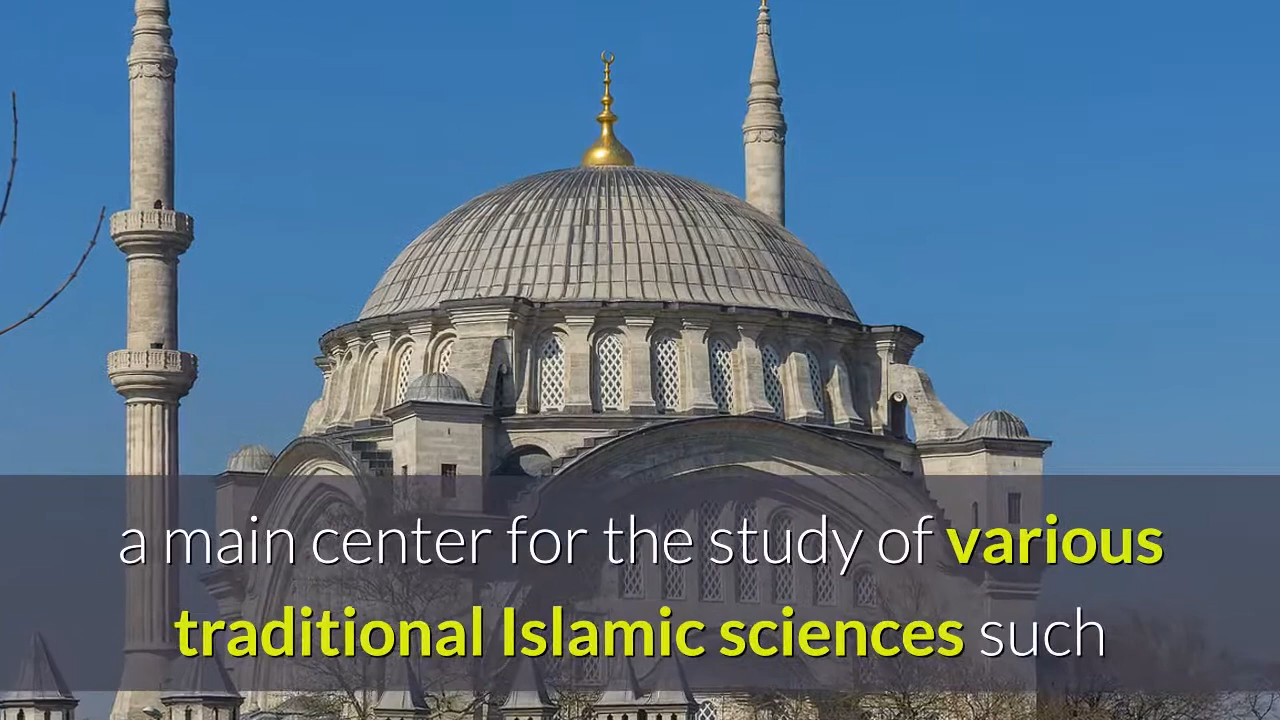 a main center for the study of various
traditional Islamic sciences such